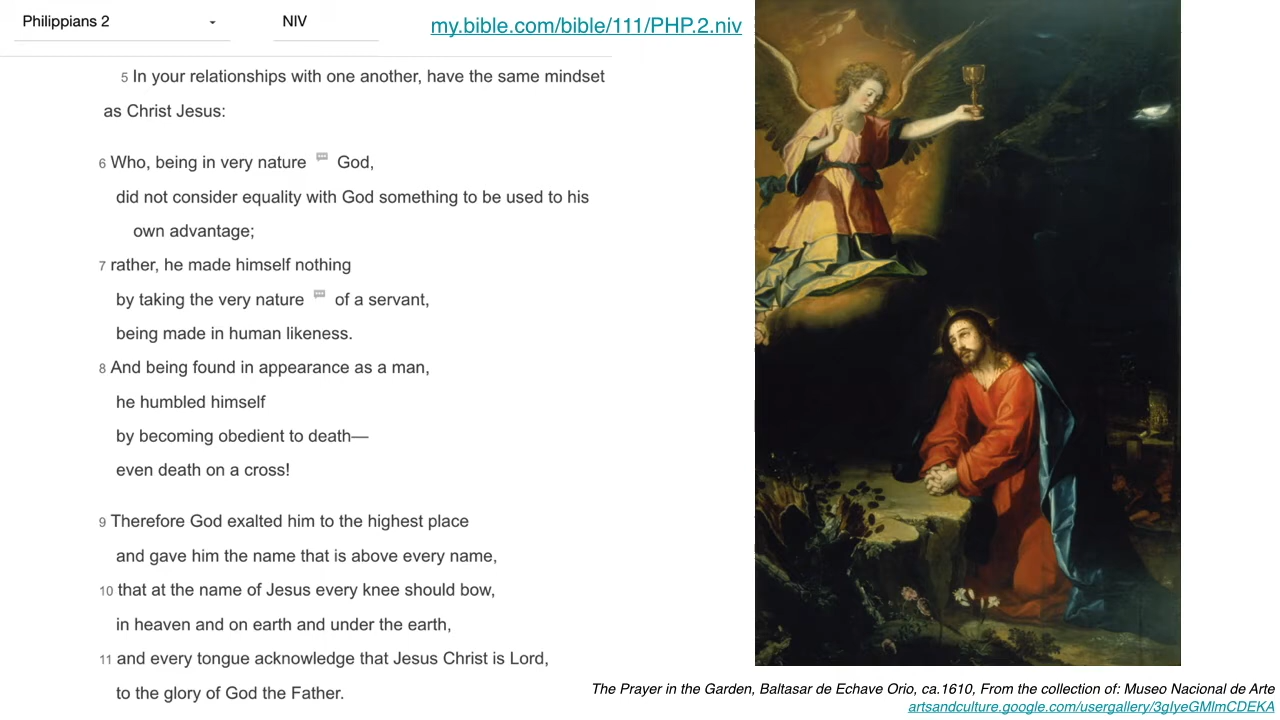 Philippians 2
NIV
my.bible.com/bible/111/PHP.2.niv
5 In your relationships with one another, have the same mindset
as Christ Jesus:
6 Who, being in very nature God,
did not consider equality with God something to be used to his
own advantage;
7 rather, he made himself nothing
by taking the very nature of a servant,
being made in human likeness.
8 And being found in appearance as a man,
he humbled himself
by becoming obedient to death—
even death on a cross!
9 Therefore God exalted him to the highest place
and gave him the name that is above every name,
10 that at the name of Jesus every knee should bow,
in heaven and on earth and under the earth,
11 and every tongue acknowledge that Jesus Christ is Lord,
to the glory of God the Father.
The Prayer in the Garden, Baltasar de Echave Orio, ca.1610, From the collection of: Museo Nacional de Arte